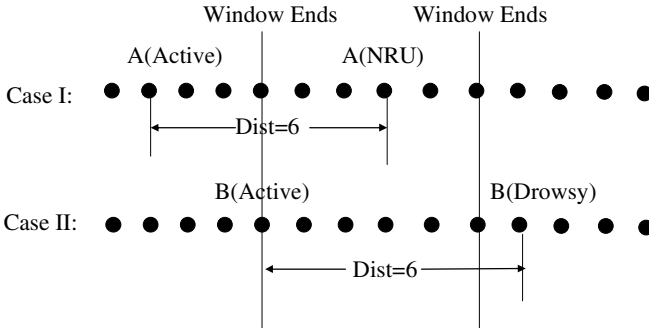 Window Ends Window Ends
A(Active) A(NRU)
Case I:
Dist=6
B(Active) B(Drowsy)
Case II:
Dist=6